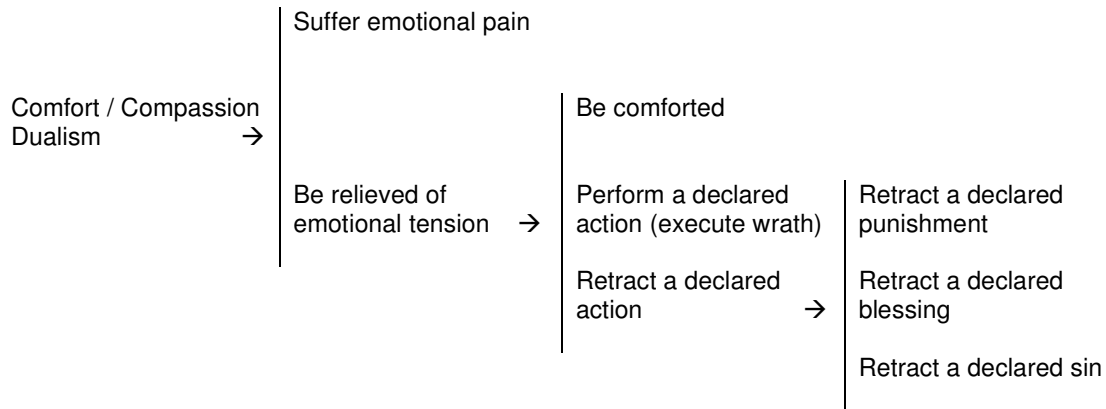 Suffer emotional pain
Comfort / Compassion
Dualism →
Be comforted
Be relieved of
emotional tension →
Perform a declared
action (execute wrath)
Retract a declared
action →
Retract a declared
punishment
Retract a declared
blessing
Retract a declared sin